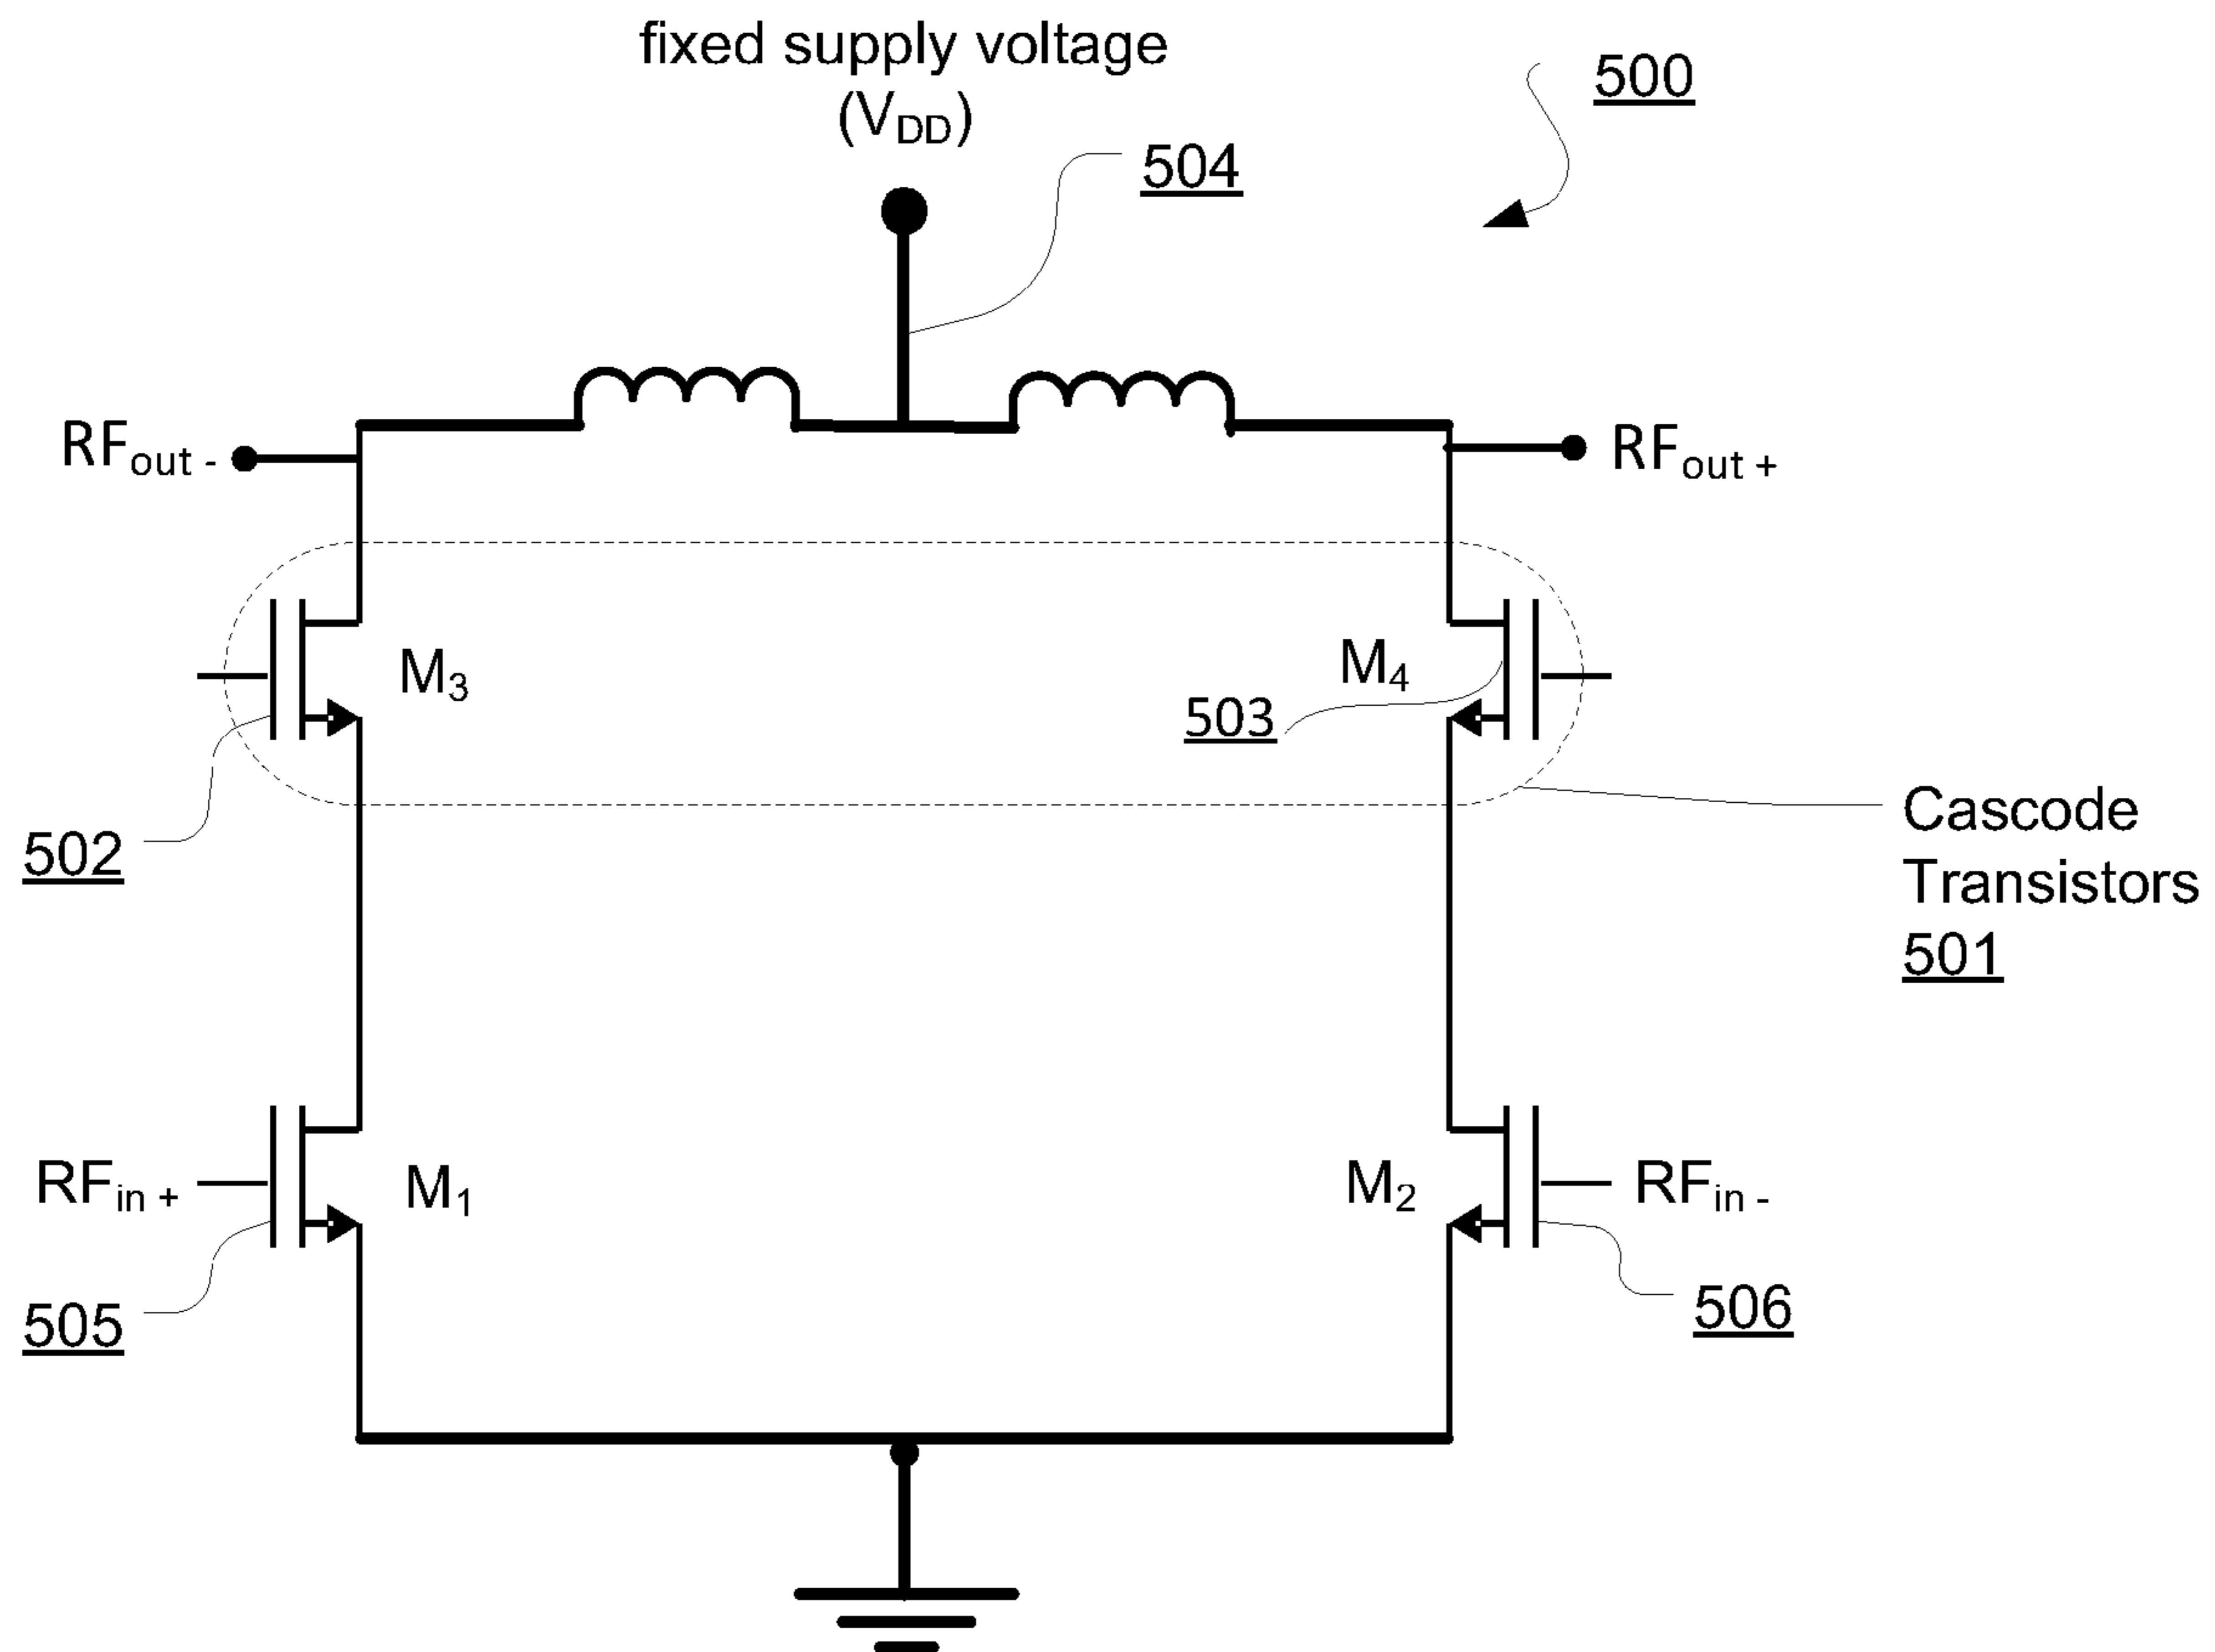 fixed supply voltage
(VDD)
500
504
RFout -
RFout +
M3
M4
503
502
Cascode
Transistors
501
RFin +
M1
M2
RFin -
505
506